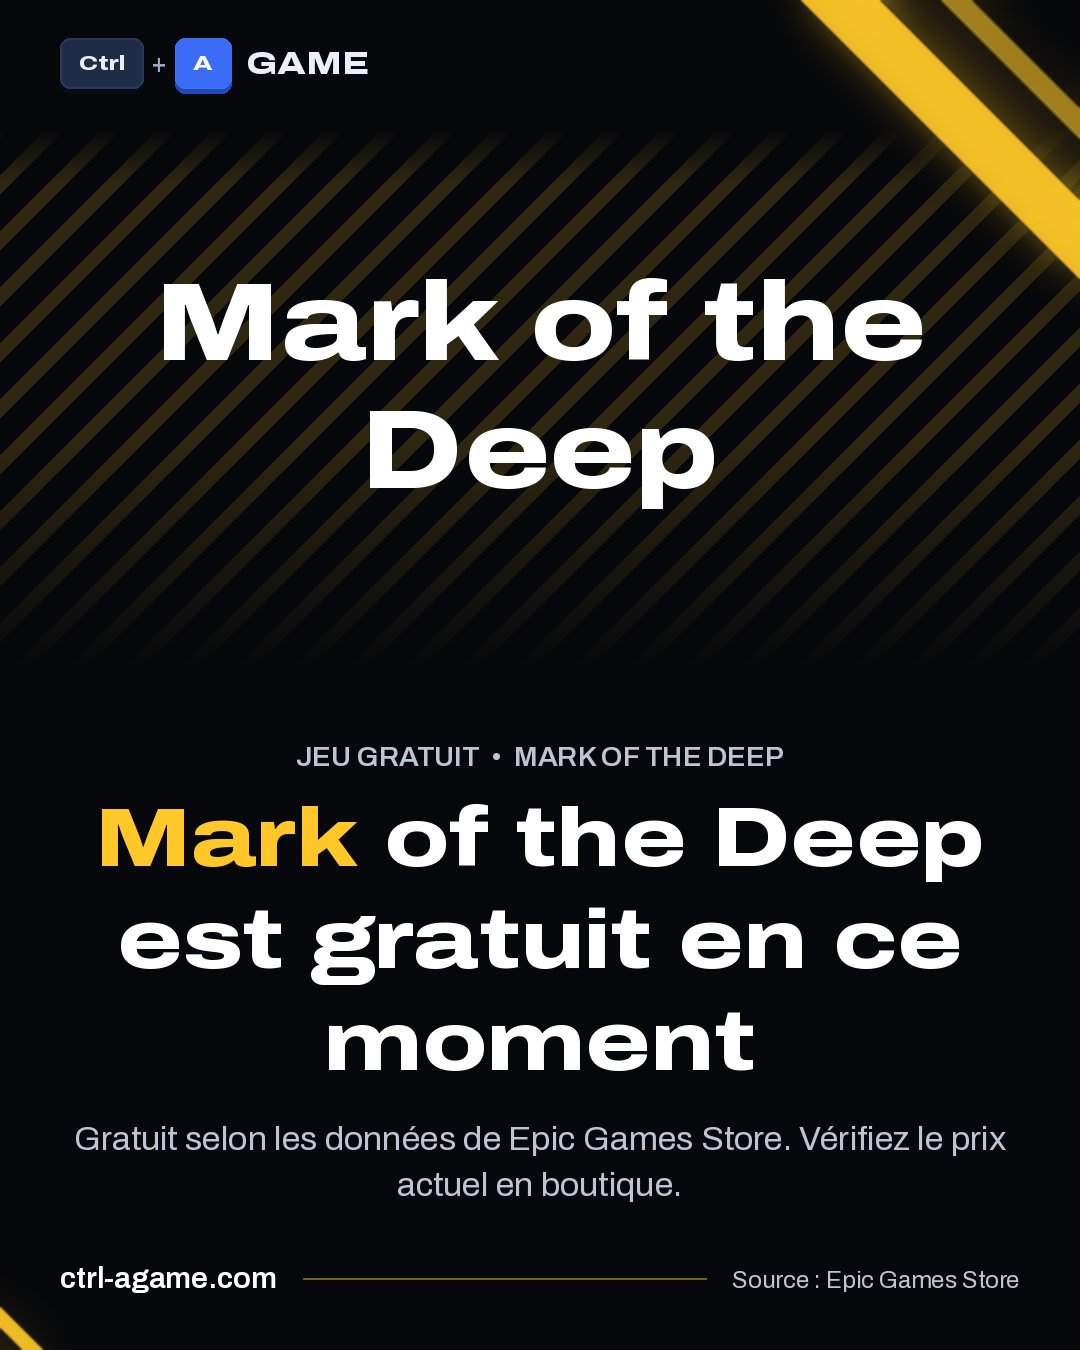 Ctrl + A GAME
Mark of the
Deep
JEU GRATUIT • MARK OF THE DEEP
Mark of the Deep
est gratuit en ce
moment
Gratuit selon les données de Epic Games Store. Vérifiez le prix
actuel en boutique.
ctrl-agame.com
Source : Epic Games Store